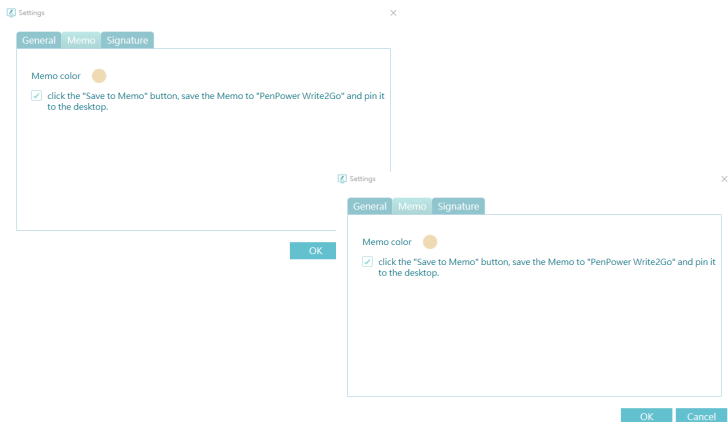 Settings
General Memo Signature
Memo color
click the "Save to Memo" button, save the Memo to "PenPower Write2Go" and pin it
to the desktop.
OK
Settings
General Memo Signature
Memo color
click the "Save to Memo" button, save the Memo to "PenPower Write2Go" and pin it
to the desktop.
OK Cancel